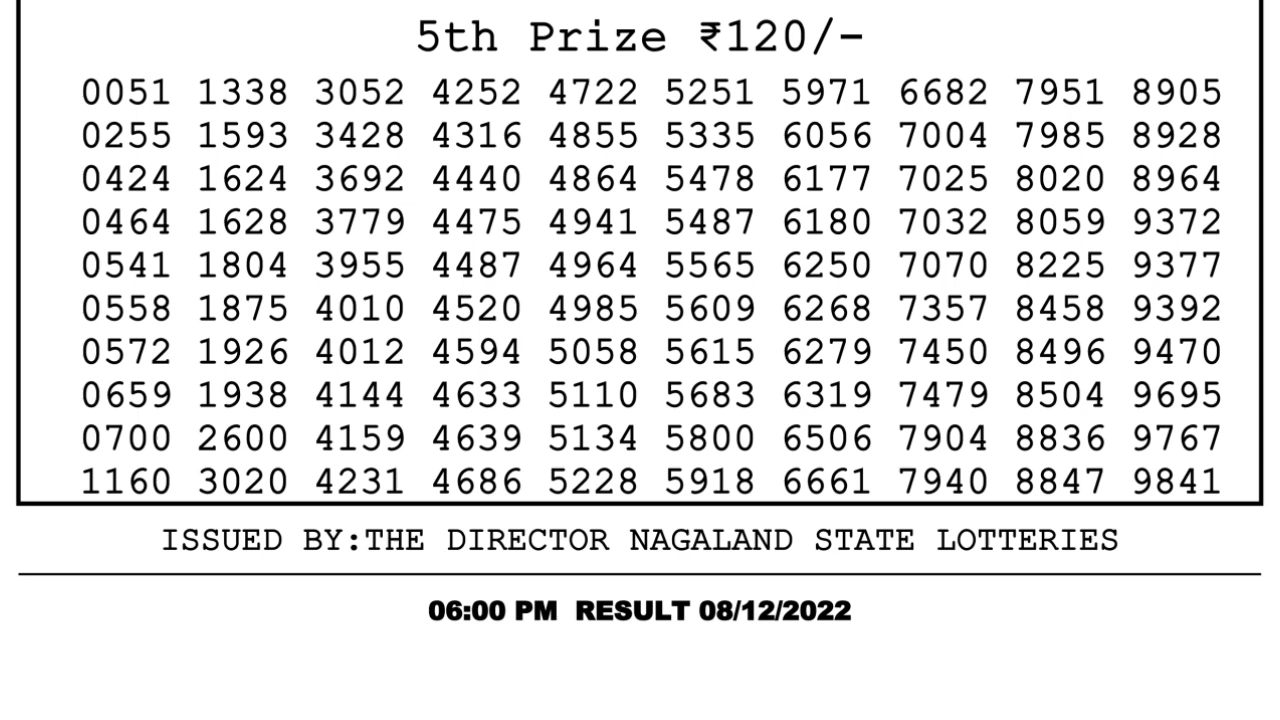 5th Prize ₹120/-
0051 1338 3052 4252 4722 5251 5971 6682 7951 8905
0255 1593 3428 4316 4855 5335 6056 7004 7985 8928
0424 1624 3692 4440 4864 5478 6177 7025 8020 8964
0464 1628 3779 4475 4941 5487 6180 7032 8059 9372
0541 1804 3955 4487 4964 5565 6250 7070 8225 9377
0558 1875 4010 4520 4985 5609 6268 7357 8458 9392
0572 1926 4012 4594 5058 5615 6279 7450 8496 9470
0659 1938 4144 4633 5110 5683 6319 7479 8504 9695
0700 2600 4159 4639 5134 5800 6506 7904 8836 9767
1160 3020 4231 4686 5228 5918 6661 7940 8847 9841
ISSUED BY:THE DIRECTOR NAGALAND STATE LOTTERIES
06:00 PM RESULT 08/12/2022